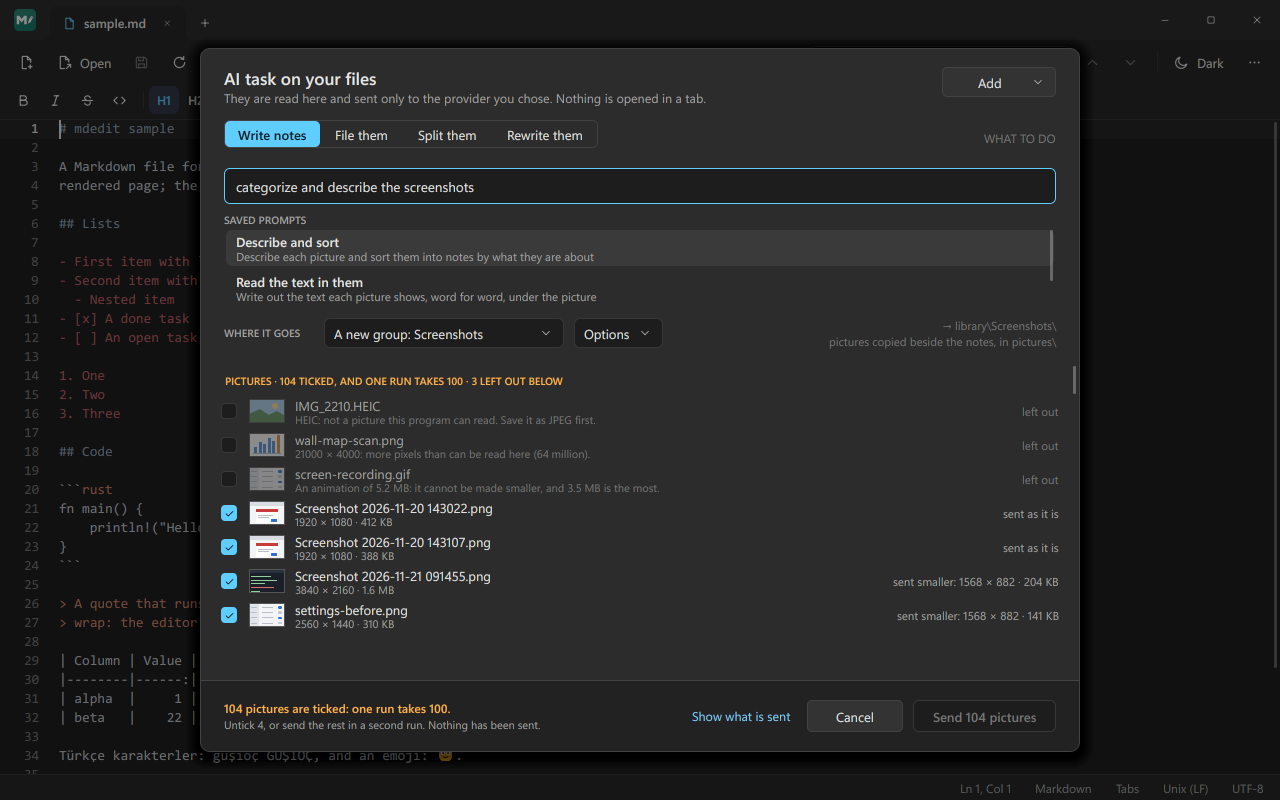 sample.md
Open
Dark
B I S <> H1 H2
AI task on your files
They are read here and sent only to the provider you chose. Nothing is opened in a tab.
Add
Write notes File them Split them Rewrite them
WHAT TO DO
categorize and describe the screenshots
SAVED PROMPTS
Describe and sort
Describe each picture and sort them into notes by what they are about
Read the text in them
Write out the text each picture shows, word for word, under the picture
WHERE IT GOES
A new group: Screenshots
Options
→ library\Screenshots\
pictures copied beside the notes, in pictures\
PICTURES · 104 TICKED, AND ONE RUN TAKES 100 · 3 LEFT OUT BELOW
IMG_2210.HEIC
HEIC: not a picture this program can read. Save it as JPEG first.
left out
wall-map-scan.png
21000 × 4000: more pixels than can be read here (64 million).
left out
screen-recording.gif
An animation of 5.2 MB: it cannot be made smaller, and 3.5 MB is the most.
left out
Screenshot 2026-11-20 143022.png
1920 × 1080 · 412 KB
sent as it is
Screenshot 2026-11-20 143107.png
1920 × 1080 · 388 KB
sent as it is
Screenshot 2026-11-21 091455.png
3840 × 2160 · 1.6 MB
sent smaller: 1568 × 882 · 204 KB
settings-before.png
2560 × 1440 · 310 KB
sent smaller: 1568 × 882 · 141 KB
104 pictures are ticked: one run takes 100.
Untick 4, or send the rest in a second run. Nothing has been sent.
Show what is sent
Cancel
Send 104 pictures
1 # mdedit sample
2
3 A Markdown file for
4 rendered page; the
5
6 ## Lists
7
8 - First item with
9 - Second item with
10 - Nested item
11 - [x] A done task
12 - [ ] An open task
13
14 1. One
15 2. Two
16 3. Three
17
18 ## Code
19
20 ```rust
21 fn main() {
22 println!("Hello
23 }
24 ```
25
26 > A quote that runs
27 > wrap: the editor
28
29 | Column | Value |
30 |--------|------:|
31 | alpha | 1 |
32 | beta | 22 |
33
34 Türkçe karakterler: ğüşıöç ĞÜŞİÖÇ, and an emoji: .
35
Ln 1, Col 1
Markdown
Tabs
Unix (LF)
UTF-8